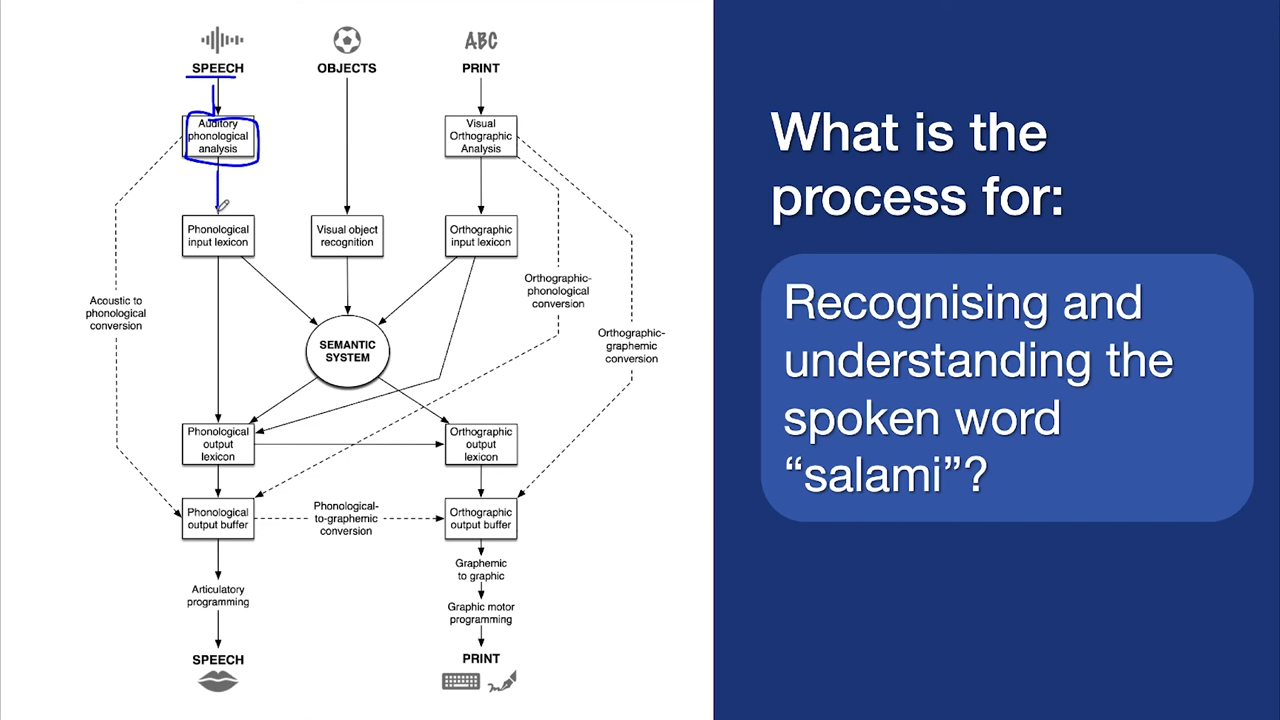 ABC
SPEECH
OBJECTS
PRINT
Auditory
phonological
analysis
Visual
Orthographic
Analysis
Phonological
input lexicon
Visual object
recognition
Orthographic
input lexicon
Acoustic to
phonological
conversion
Orthographic-
phonological
conversion
Orthographic-
graphemic
conversion
SEMANTIC
SYSTEM
Phonological
output
lexicon
Orthographic
output
lexicon
Phonological
output buffer
Phonological-
to-graphemic
conversion
Orthographic
output buffer
Articulatory
programming
Graphemic
to graphic
Graphic motor
programming
SPEECH
PRINT
What is the
process for:
Recognising and
understanding the
spoken word
“salami”?